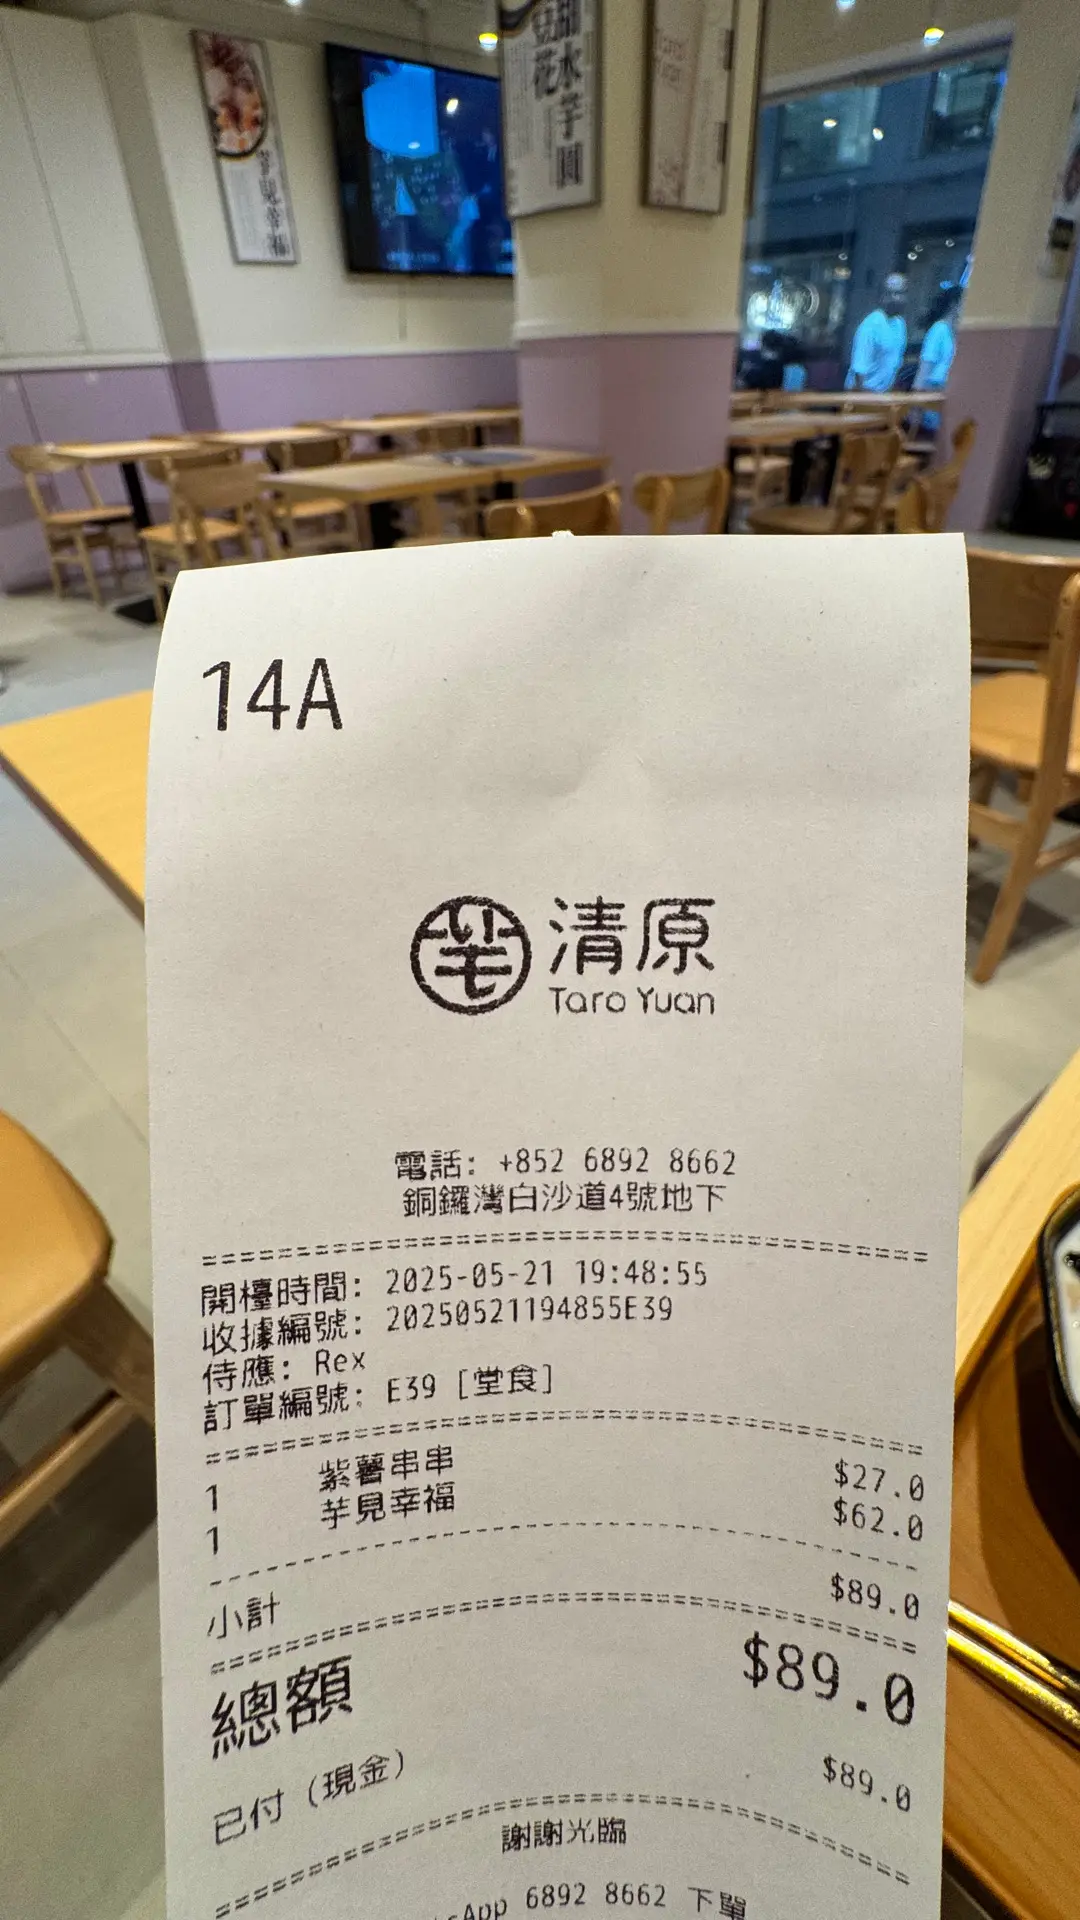 芋見幸福
豆花
甜水芋圓
14A
芋 清原
Taro Yuan
電話: +852 6892 8662
銅鑼灣白沙道4號地下
開檯時間: 2025-05-21 19:48:55
收據編號: 20250521194855E39
侍應: Rex
訂單編號: E39 [堂食]
1 紫薯串串 $27.0
1 芋見幸福 $62.0
小計 $89.0
總額 $89.0
已付 (現金) $89.0
謝謝光臨
App 6892 8662 下單